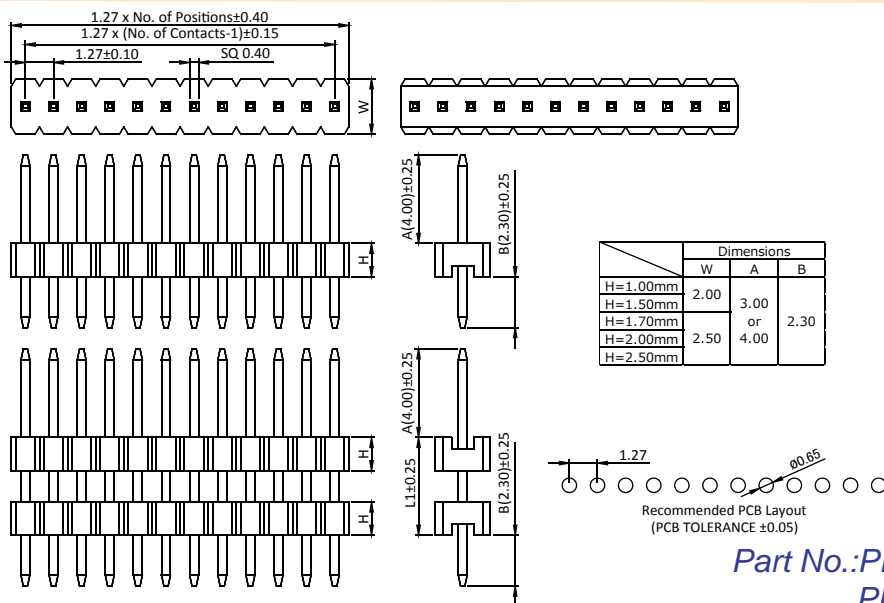 1.27 x No. of Positions±0.40
1.27 x (No. of Contacts-1)±0.15
1.27±0.10
SQ 0.40
W
A(4.00)±0.25
B(2.30)±0.25
H
Dimensions
W A B
H=1.00mm
H=1.50mm
H=1.70mm
H=2.00mm
H=2.50mm
2.00
2.50
3.00
or
4.00
2.30
A(4.00)±0.25
L1±0.25
B(2.30)±0.25
H
H
1.27
ø0.65
Recommended PCB Layout
(PCB TOLERANCE ±0.05)
Part No.: